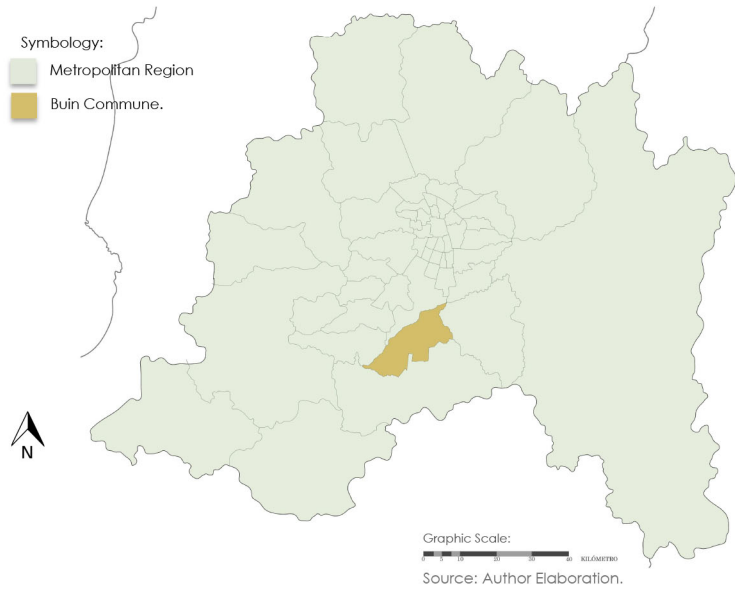 Symbology:
Metropolitan Region
Buin Commune.
N
Graphic Scale:
0 5 10 20 30 40 KILÓMETRO
Source: Author Elaboration.